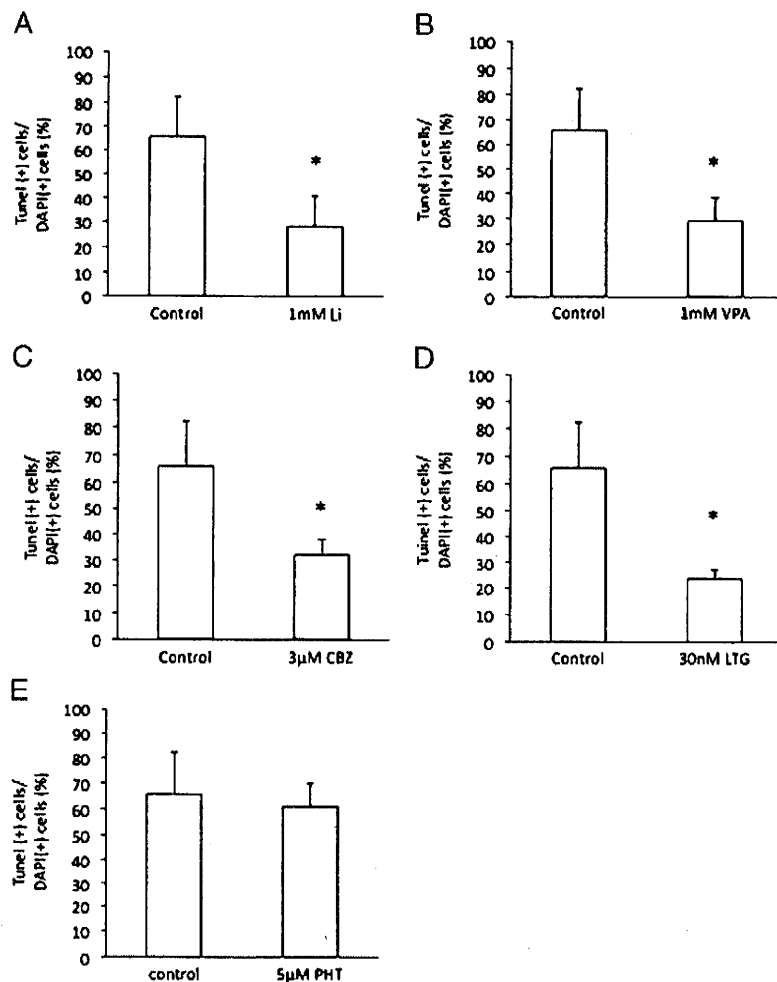 A
100
90
80
70
60
50
40
30
20
10
0
Tunel (+) cells/
DAPI(+) cells (%)
*
Control
1mM Li
B
100
90
80
70
60
50
40
30
20
10
0
Tunel (+) cells/
DAPI(+) cells (%)
*
Control
1mM VPA
C
100
90
80
70
60
50
40
30
20
10
0
Tunel (+) cells/
DAPI(+) cells (%)
*
Control
3μM CBZ
D
100
90
80
70
60
50
40
30
20
10
0
Tuinel (+) cells/
DAPI(+) cells (%)
*
Control
30nM LTG
E
100
90
80
70
60
50
40
30
20
10
0
Tunel (+) cells/
DAPI(+) cells (%)
control
5μM PHT